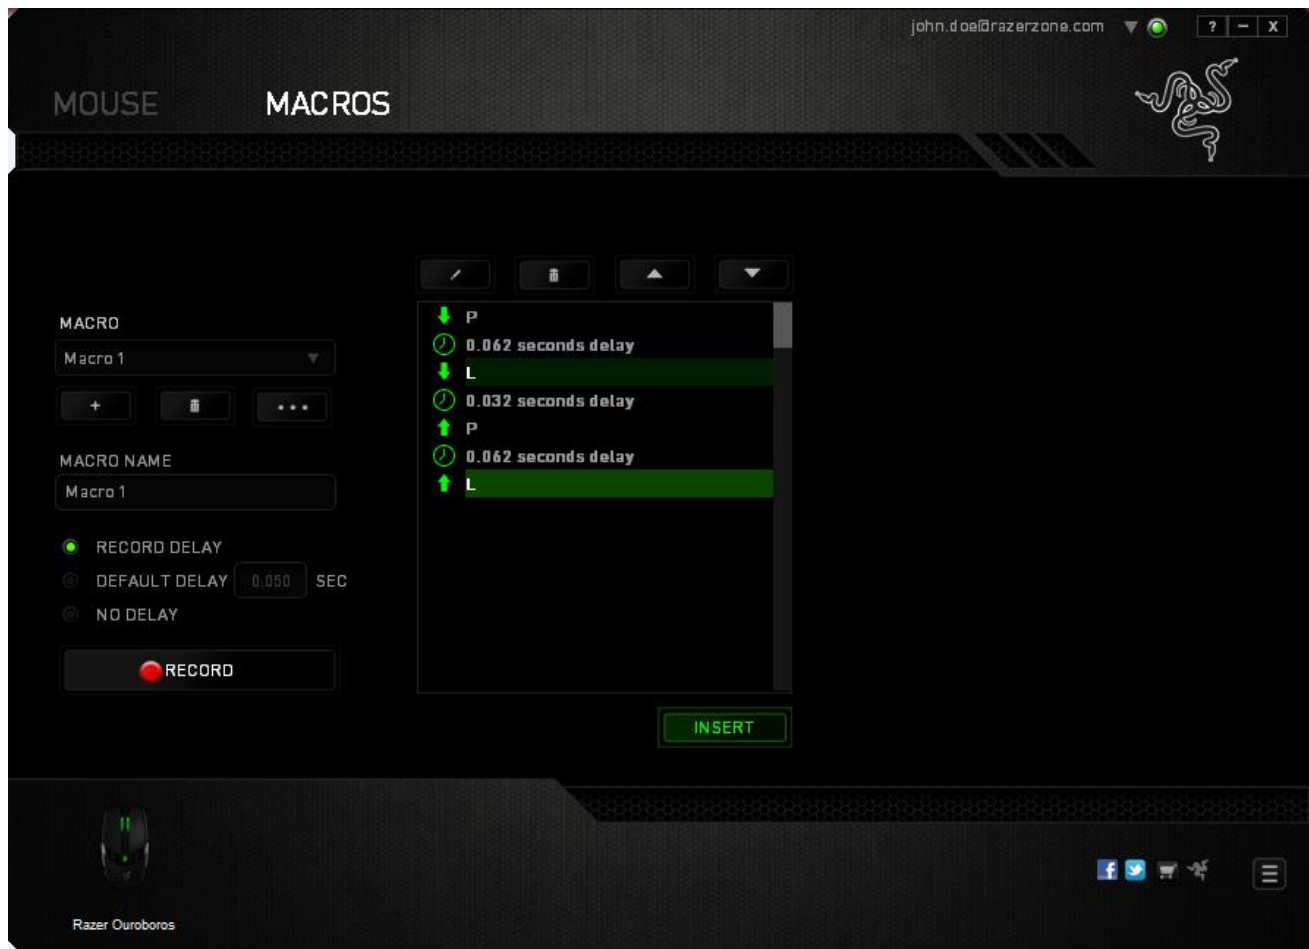 john.doe@razerzone.com
? – X
MOUSE MACROS
MACRO
Macro 1
+ •••
MACRO NAME
Macro 1
RECORD DELAY
DEFAULT DELAY 0.050 SEC
NO DELAY
RECORD
P
0.062 seconds delay
L
0.032 seconds delay
P
0.062 seconds delay
L
INSERT
Razer Ouroboros
f